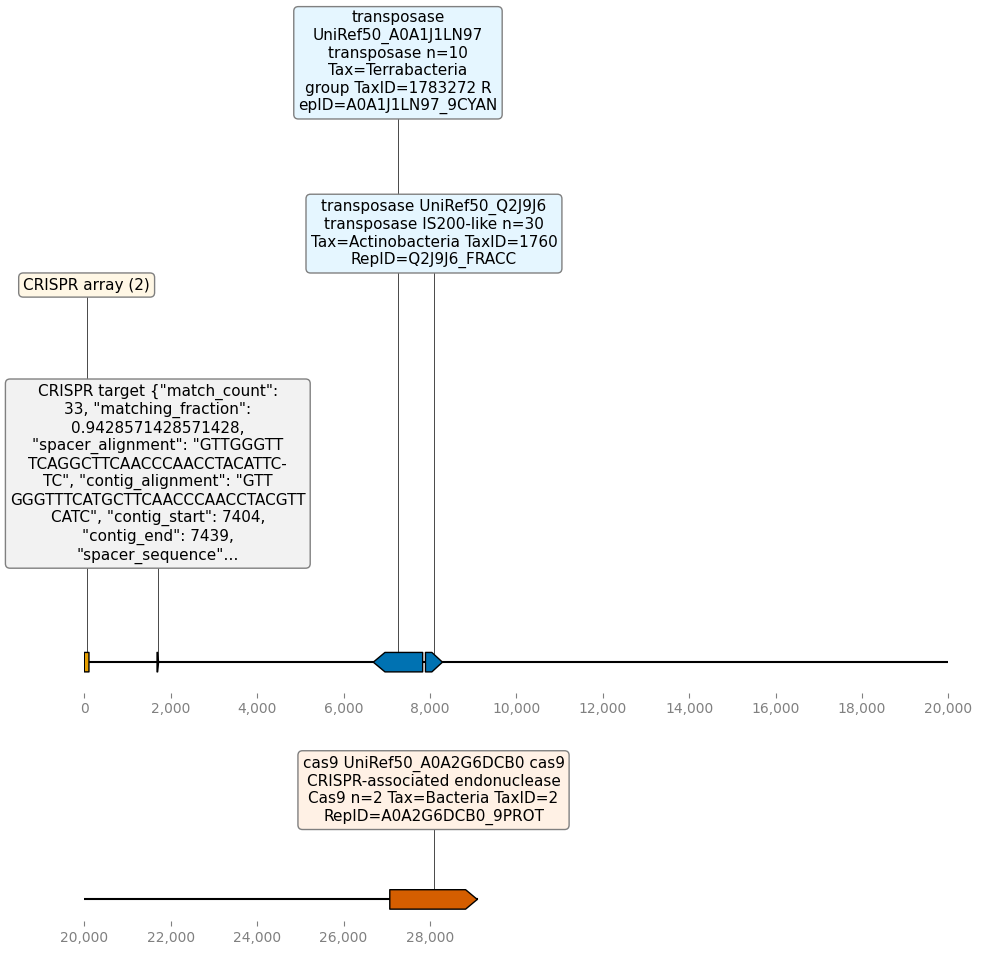 transposase
UniRef50_A0A1J1LN97
transposase n=10
Tax=Terrabacteria
group TaxID=1783272 R
epID=A0A1J1LN97_9CYAN
transposase UniRef50_Q2J9J6
transposase IS200-like n=30
Tax=Actinobacteria TaxID=1760
RepID=Q2J9J6_FRACC
CRISPR array (2)
CRISPR target {"match_count":
33, "matching_fraction":
0.9428571428571428,
"spacer_alignment": "GTTGGGTT
TCAGGCTTCAACCCAACCTACATTC-
TC", "contig_alignment": "GTT
GGGTTTCATGCTTCAACCCAACCTACGTT
CATC", "contig_start": 7404,
"contig_end": 7439,
"spacer_sequence"...
0 2,000 4,000 6,000 8,000 10,000 12,000 14,000 16,000 18,000 20,000
cas9 UniRef50_A0A2G6DCB0 cas9
CRISPR-associated endonuclease
Cas9 n=2 Tax=Bacteria TaxID=2
RepID=A0A2G6DCB0_9PROT
20,000 22,000 24,000 26,000 28,000